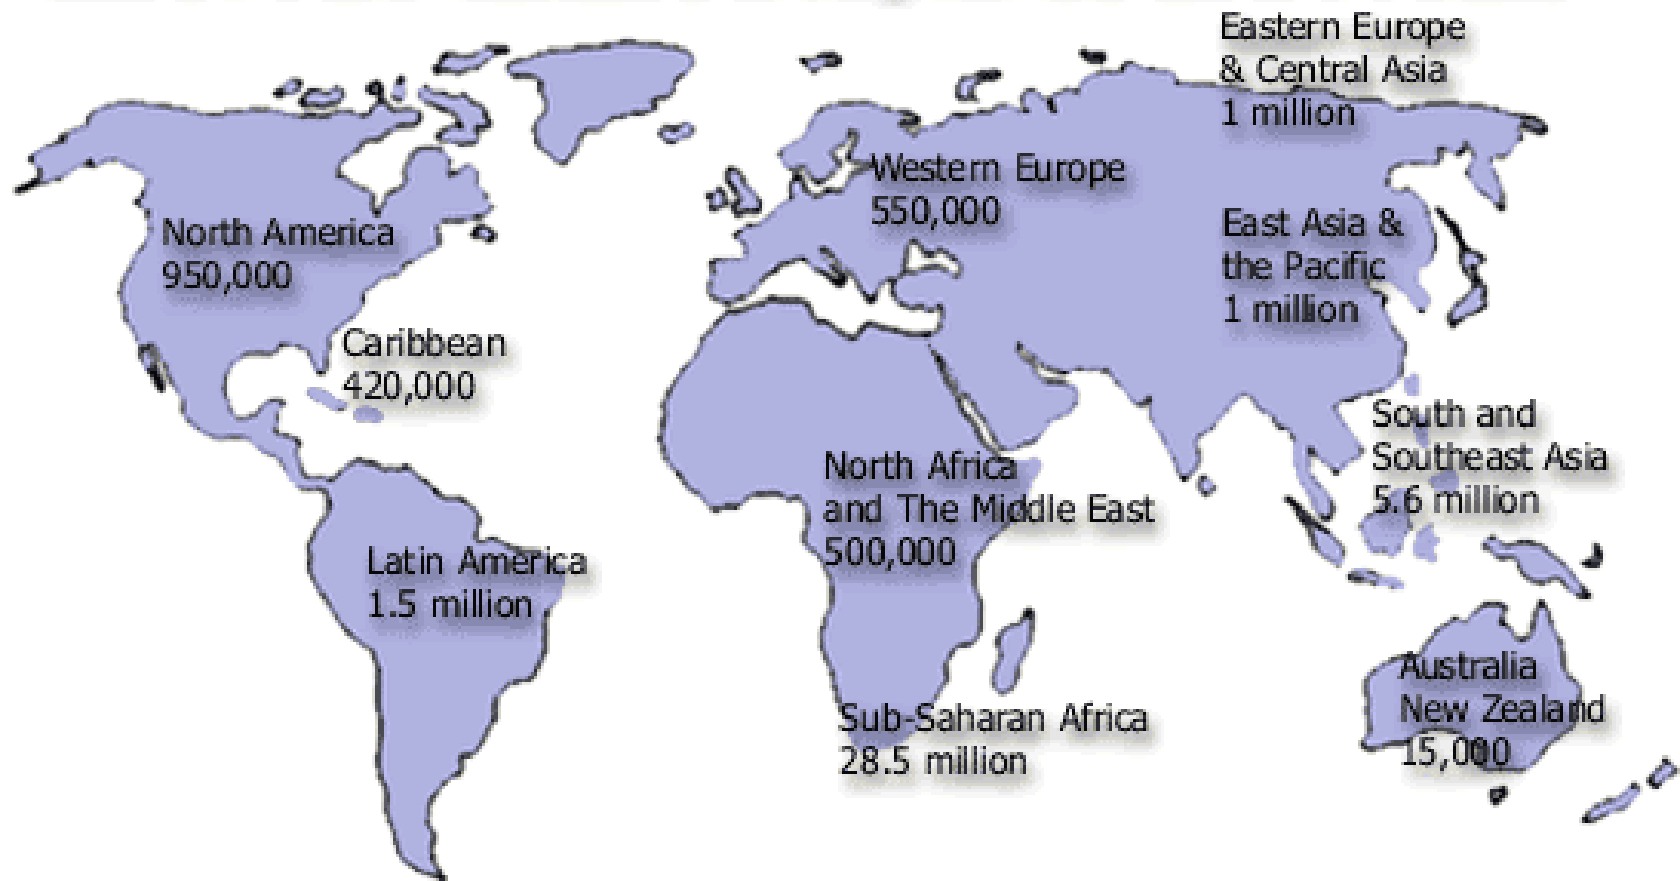 Eastern Europe
& Central Asia
1 million
Western Europe
550,000
North America
950,000
East Asia &
the Pacific
1 million
Caribbean
420,000
South and
Southeast Asia
5.6 million
North Africa
and The Middle East
500,000
Latin America
1.5 million
Australia
New Zealand
15,000
Sub-Saharan Africa
28.5 million